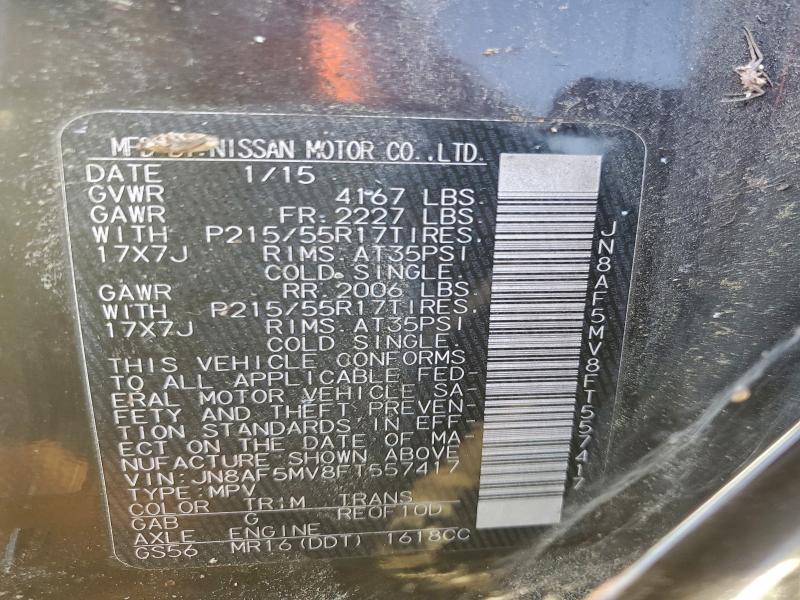 MFD BY:NISSAN MOTOR CO.,LTD.
DATE 1/15
GVWR 4167 LBS.
GAWR FR. 2227 LBS.
WITH P215/55R17TIRES.
17X7J RIMS. AT35PSI
COLD SINGLE.
GAWR RR. 2006 LBS.
WITH P215/55R17TIRES.
17X7J RIMS. AT35PSI
COLD SINGLE.
THIS VEHICLE CONFORMS
TO ALL APPLICABLE FED-
ERAL MOTOR VEHICLE SA-
FETY AND THEFT PREVEN-
TION STANDARDS IN EFF-
ECT ON THE DATE OF MA-
NUFACTURE SHOWN ABOVE
VIN:JN8AF5MV8FT557417
TYPE:MPV
COLOR TRIM TRANS
GAB G RE0F10D
AXLE ENGINE
GS56 MR16(DDT) 1618CC
JN8AF5MV8FT557417